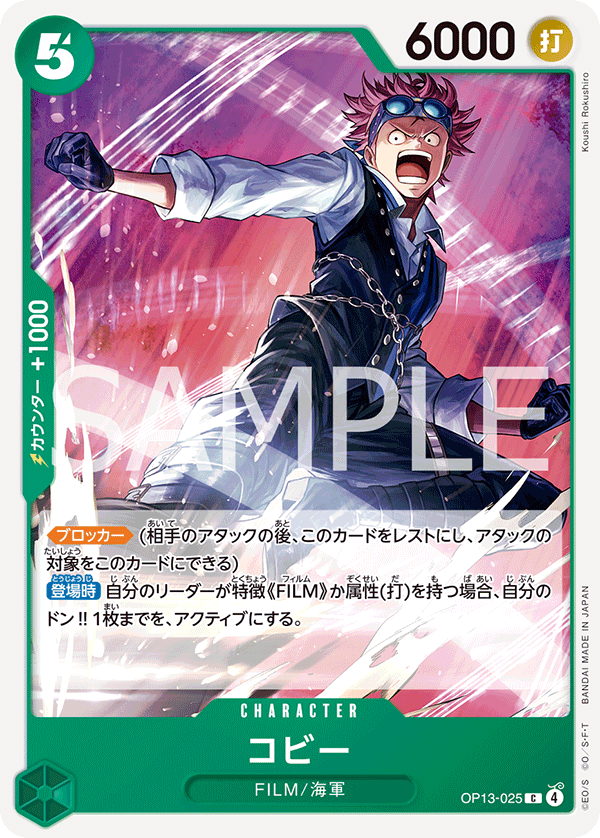 5
6000
打
Koushi Rokushiro
カウンター +1000
SAMPLE
ブロッカー (相手のアタックの後、このカードをレストにし、アタックの
対象をこのカードにできる)
登場時 自分のリーダーが特徴《FILM》か属性(打)を持つ場合、自分の
ドン!!1枚までを、アクティブにする。
CHARACTER
コビー
FILM/海軍
OP13-025 C 4
©E.O/S ©O/S・F・T BANDAI MADE IN JAPAN